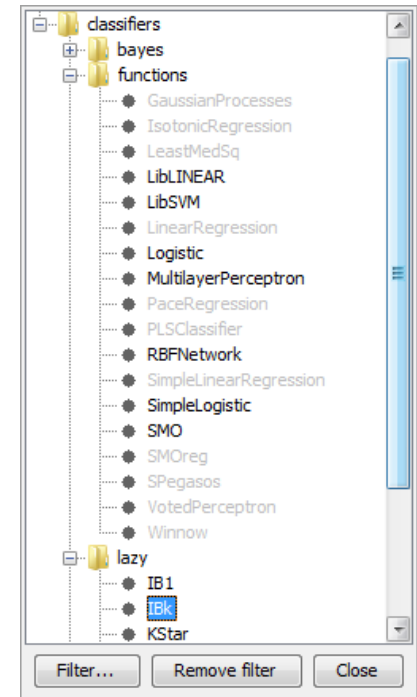 classifiers
bayes
functions
GaussianProcesses
IsotonicRegression
LeastMedSq
LibLINEAR
LibSVM
LinearRegression
Logistic
MultilayerPerceptron
PaceRegression
PLSClassifier
RBFNetwork
SimpleLinearRegression
SimpleLogistic
SMO
SMOreg
SPegasos
VotedPerceptron
Winnow
lazy
IB1
IBk
KStar
Filter... Remove filter Close